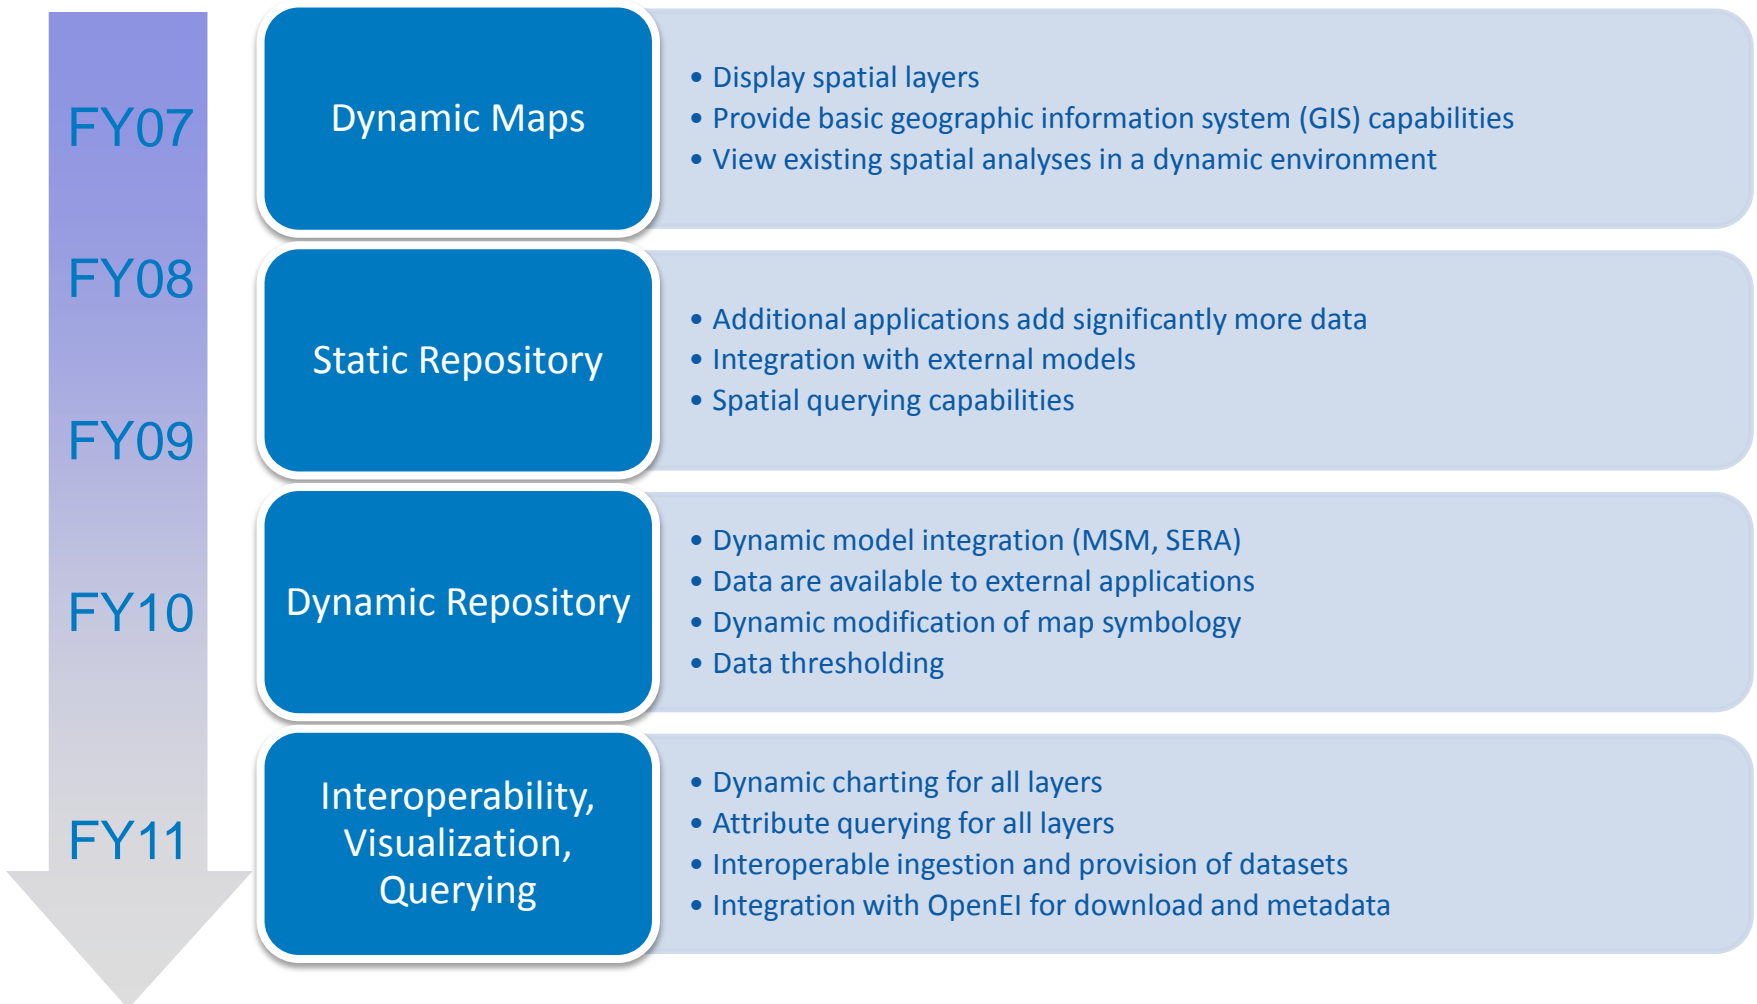 FY07
Dynamic Maps
• Display spatial layers
• Provide basic geographic information system (GIS) capabilities
• View existing spatial analyses in a dynamic environment
FY08
Static Repository
• Additional applications add significantly more data
• Integration with external models
• Spatial querying capabilities
FY09
Dynamic Repository
• Dynamic model integration (MSM, SERA)
• Data are available to external applications
• Dynamic modification of map symbology
• Data thresholding
FY10
Interoperability,
Visualization,
Querying
• Dynamic charting for all layers
• Attribute querying for all layers
• Interoperable ingestion and provision of datasets
• Integration with OpenEI for download and metadata
FY11